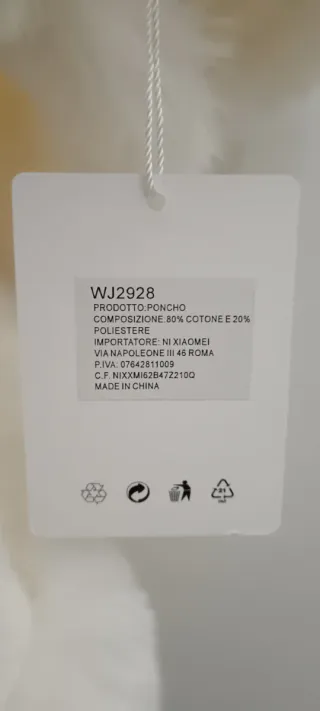 WJ2928
PRODOTTO:PONCHO
COMPOSIZIONE:80% COTONE E 20%
POLIESTERE
IMPORTATORE: NI XIAOMEI
VIA NAPOLEONE III 46 ROMA
P.IVA: 07642811009
C.F. NIXXMI62B47Z210Q
MADE IN CHINA
21